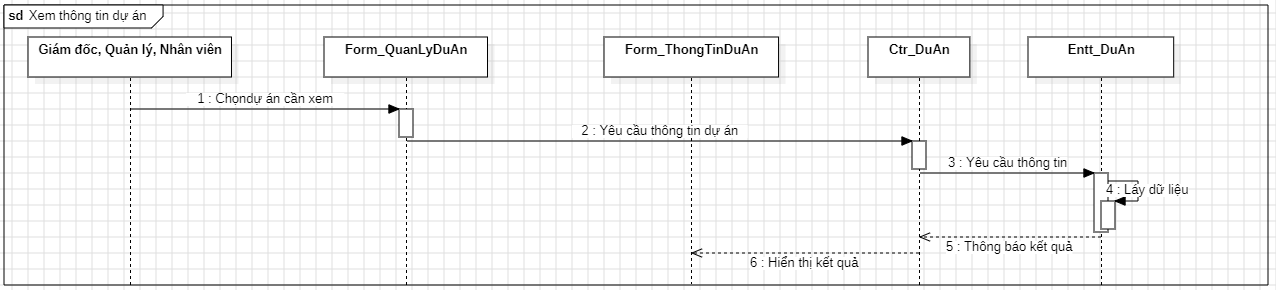 sd Xem thông tin dự án
Giám đốc, Quản lý, Nhân viên
Form_QuanLyDuAn
Form_ThongTinDuAn
Ctr_DuAn
Entt_DuAn
1 : Chọndự án cần xem
2 : Yêu cầu thông tin dự án
3 : Yêu cầu thông tin
4 : Lấy dữ liệu
5 : Thông báo kết quả
6 : Hiển thị kết quả